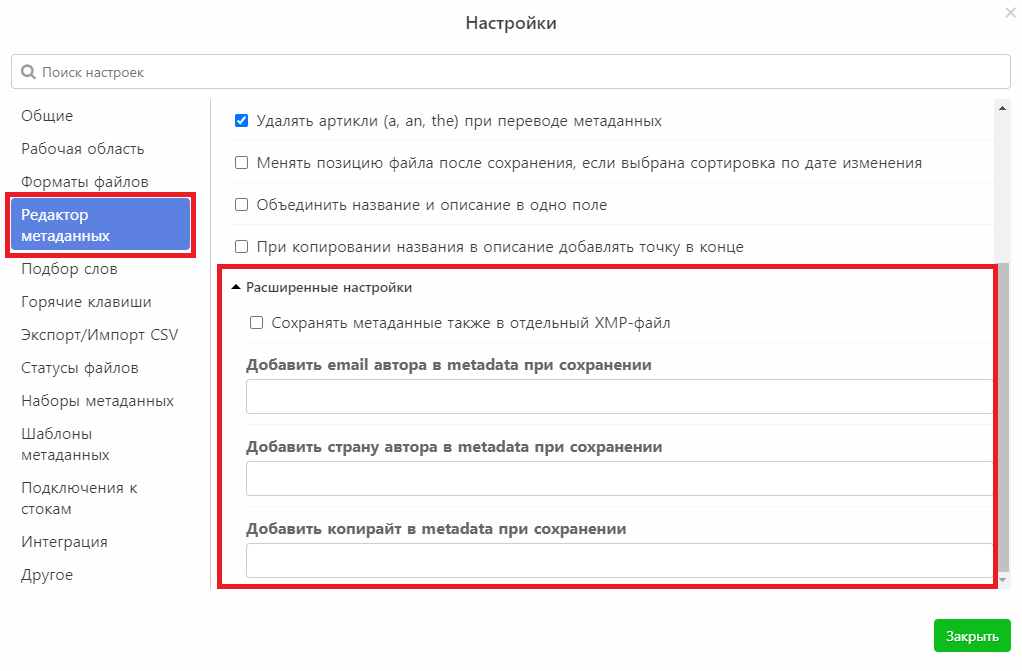 Настройки
Поиск настроек
Общие
Рабочая область
Форматы файлов
Редактор
метаданных
Подбор слов
Горячие клавиши
Экспорт/Импорт CSV
Статусы файлов
Наборы метаданных
Шаблоны
метаданных
Подключения к
стокам
Интеграция
Другое
Удалять артикли (a, an, the) при переводе метаданных
Менять позицию файла после сохранения, если выбрана сортировка по дате изменения
Объединить название и описание в одно поле
При копировании названия в описание добавлять точку в конце
Расширенные настройки
Сохранять метаданные также в отдельный XMP-файл
Добавить email автора в metadata при сохранении
Добавить страну автора в metadata при сохранении
Добавить копирайт в metadata при сохранении
Закрыть